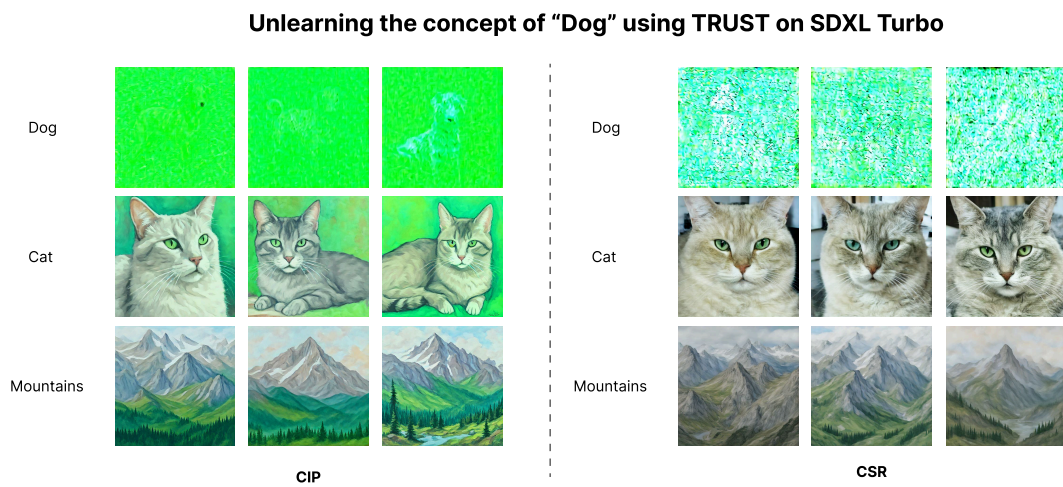 Unlearning the concept of “Dog” using TRUST on SDXL Turbo
Dog
Dog
Cat
Cat
Mountains
Mountains
CIP
CSR